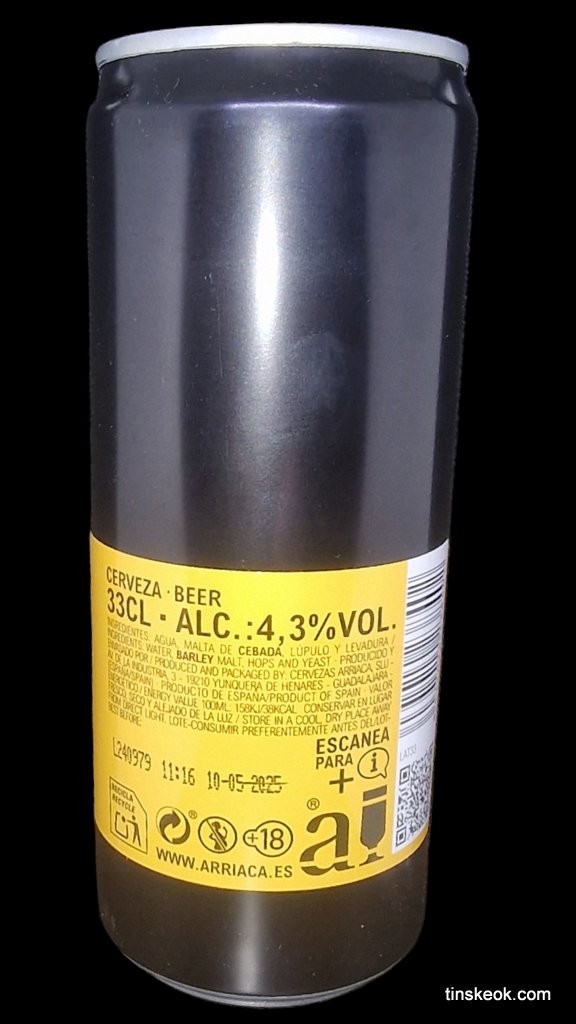 CERVEZA · BEER
33CL · ALC.:4,3%VOL.
INGREDIENTES: AGUA, MALTA DE CEBADA, LÚPULO Y LEVADURA /
INGREDIENTS: WATER, BARLEY MALT, HOPS AND YEAST · PRODUCIDO Y
ENVASADO POR / PRODUCED AND PACKAGED BY: CERVEZAS ARRIACA, SLU -
AV. DE LA INDUSTRIA, 3 - 19210 YUNQUERA DE HENARES - GUADALAJARA -
ESPAÑA/SPAIN · PRODUCTO DE ESPAÑA/PRODUCT OF SPAIN · VALOR
ENERGÉTICO / ENERGY VALUE 100ML: 158KJ/38KCAL CONSERVAR EN LUGAR
FRESCO, SECO Y ALEJADO DE LA LUZ / STORE IN A COOL, DRY PLACE AWAY
FROM DIRECT LIGHT. LOTE-CONSUMIR PREFERENTEMENTE ANTES DEL/LOT-
BEST BEFORE:
L240979 11:16 10-05-2025
ESCANEA
PARA
+ i
LAT33
RECICLA
RECYCLE
®
+18
® ai
WWW.ARRIACA.ES
tinskeok.com